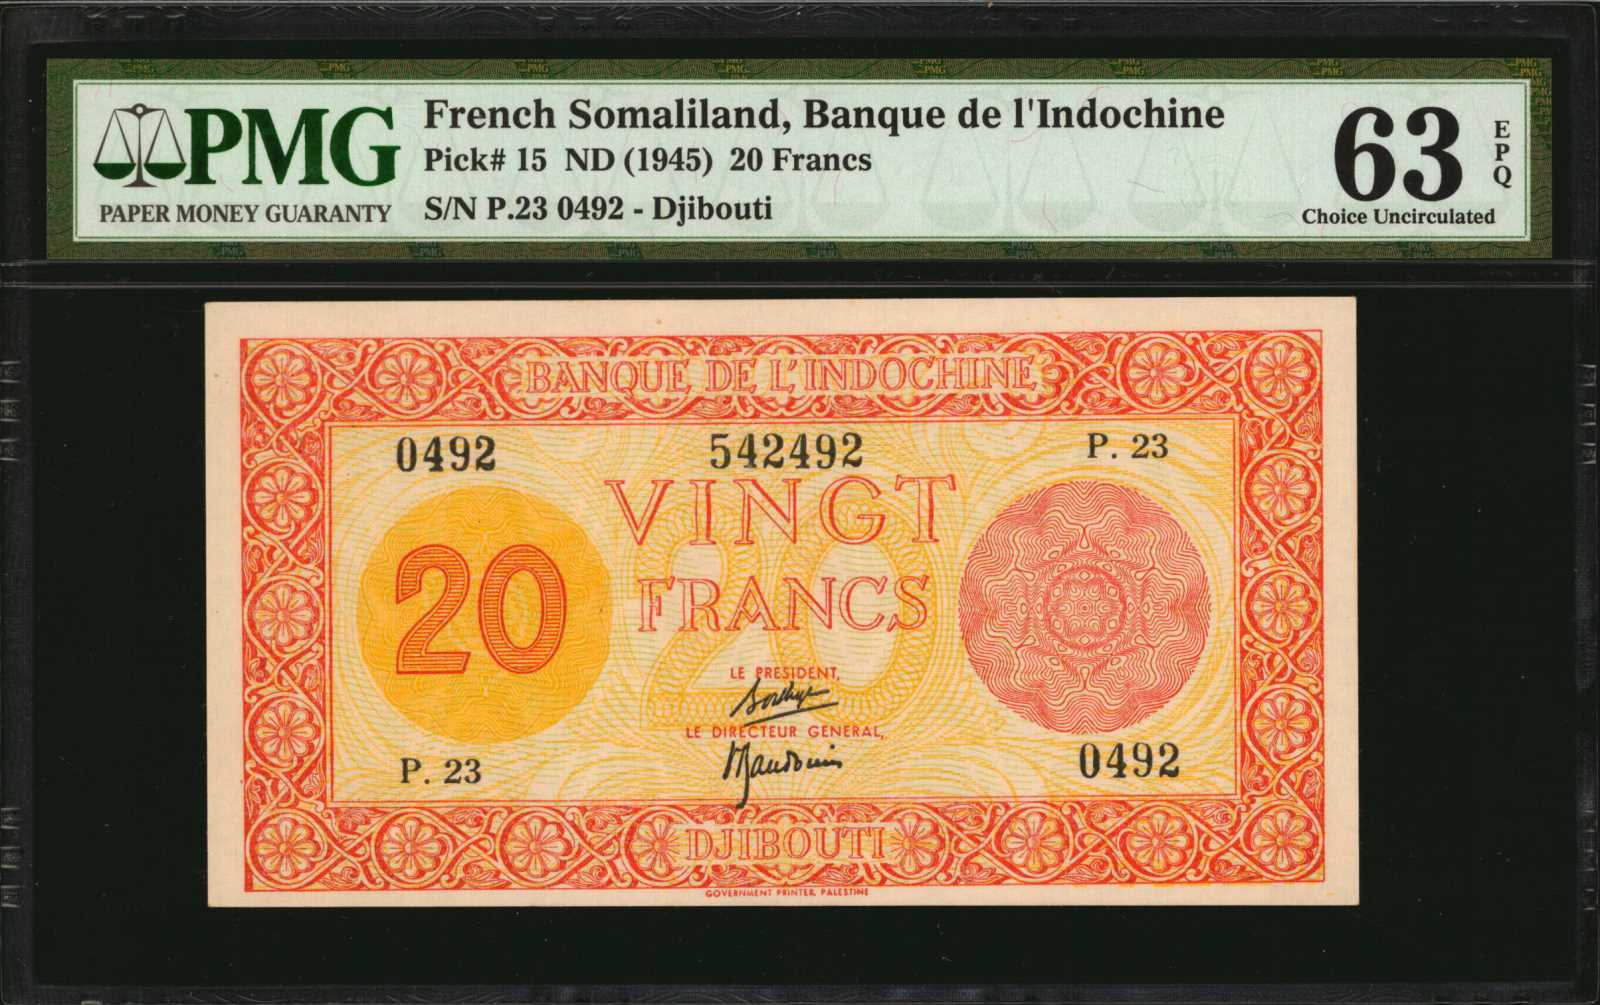 PMG
PAPER MONEY GUARANTY
French Somaliland, Banque de l'Indochine
Pick# 15 ND (1945) 20 Francs
S/N P.23 0492 - Djibouti
63
EPQ
Choice Uncirculated
BANQUE DE L'INDOCHINE
0492 542492 P. 23
VINGT
20
FRANCS
20
LE PRESIDENT,
LE DIRECTEUR GENERAL,
P. 23 0492
DJIBOUTI
GOVERNMENT PRINTER, PALESTINE